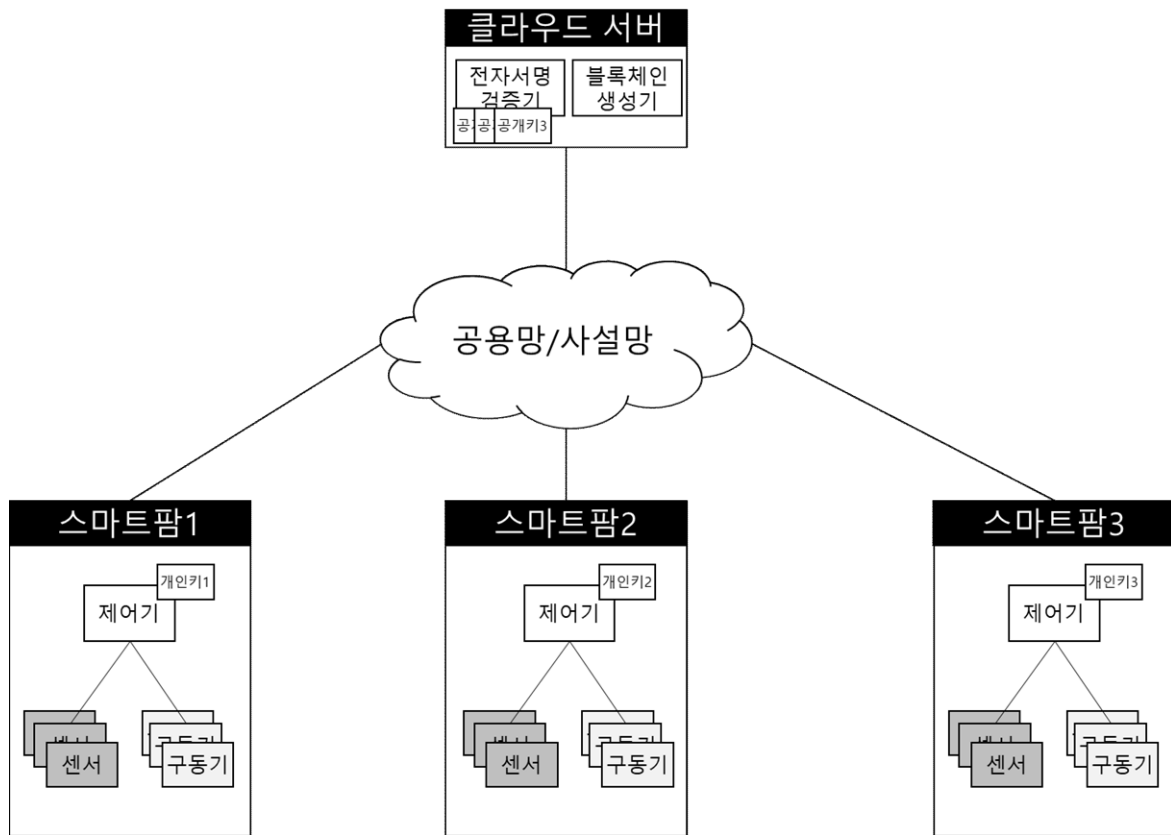 클라우드 서버
전자서명
검증기
블록체인
생성기
공개키3
공용망/사설망
스마트팜1
개인키1
제어기
센서
구동기
스마트팜2
개인키2
제어기
센서
구동기
스마트팜3
개인키3
제어기
센서
구동기